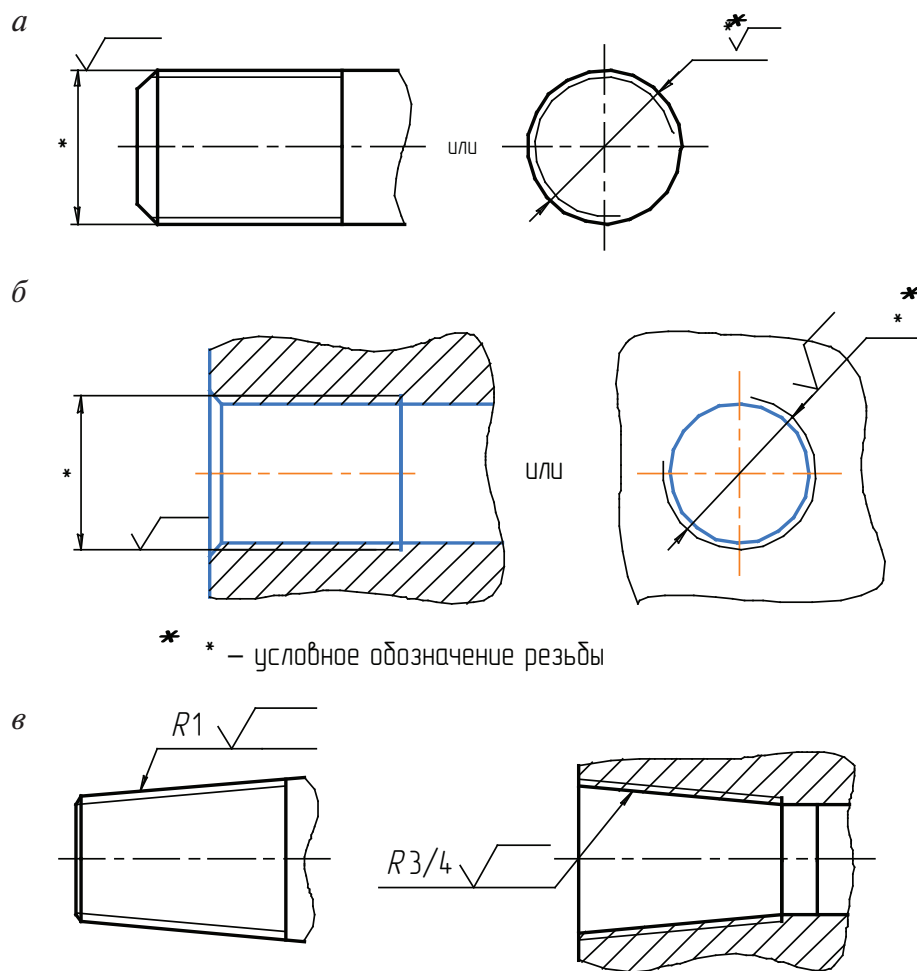 а
*
*
или
*
б
*
*
*
или
* * – условное обозначение резьбы
в
R1
R3/4